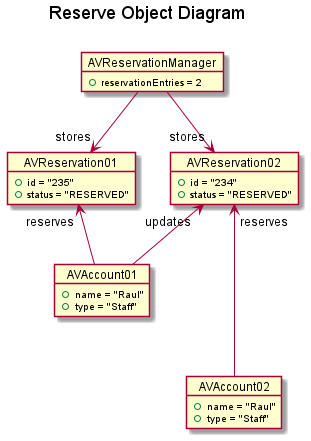 Reserve Object Diagram
AVReservationManager
reservationEntries = 2
stores
stores
AVReservation01
id = "235"
status = "RESERVED"
AVReservation02
id = "234"
status = "RESERVED"
reserves
updates
reserves
AVAccount01
name = "Raul"
type = "Staff"
AVAccount02
name = "Raul"
type = "Staff"